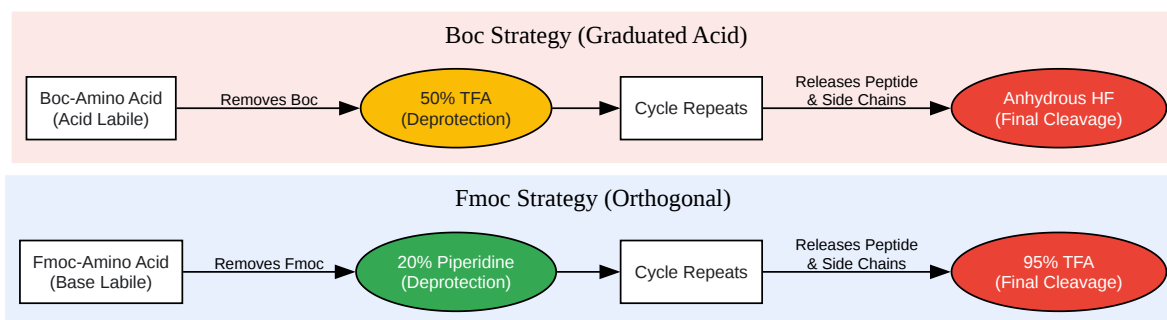 Boc Strategy (Graduated Acid)
Boc-Amino Acid
(Acid Labile)
Removes Boc
50% TFA
(Deprotection)
Cycle Repeats
Releases Peptide
& Side Chains
Anhydrous HF
(Final Cleavage)
Fmoc Strategy (Orthogonal)
Fmoc-Amino Acid
(Base Labile)
Removes Fmoc
20% Piperidine
(Deprotection)
Cycle Repeats
Releases Peptide
& Side Chains
95% TFA
(Final Cleavage)